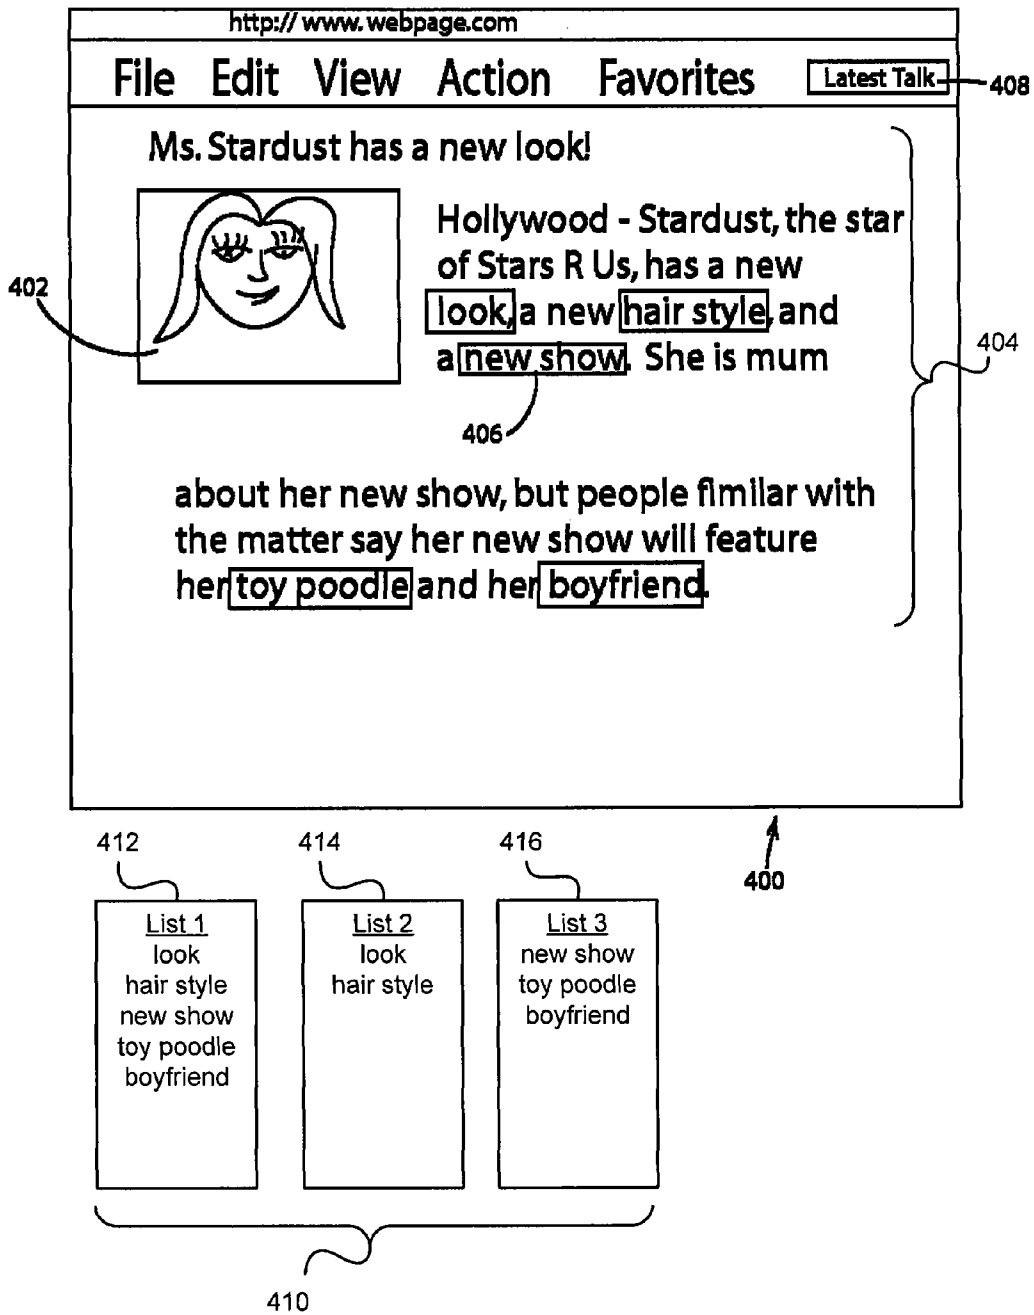 http:// www.webpage.com
File Edit View Action Favorites Latest Talk
408
Ms. Stardust has a new look!
Hollywood - Stardust, the star
of Stars R Us, has a new
look, a new hair style, and
a new show. She is mum
402
404
406
about her new show, but people fimilar with
the matter say her new show will feature
her toy poodle and her boyfriend.
400
412
414
416
List 1
look
hair style
new show
toy poodle
boyfriend
List 2
look
hair style
List 3
new show
toy poodle
boyfriend
410